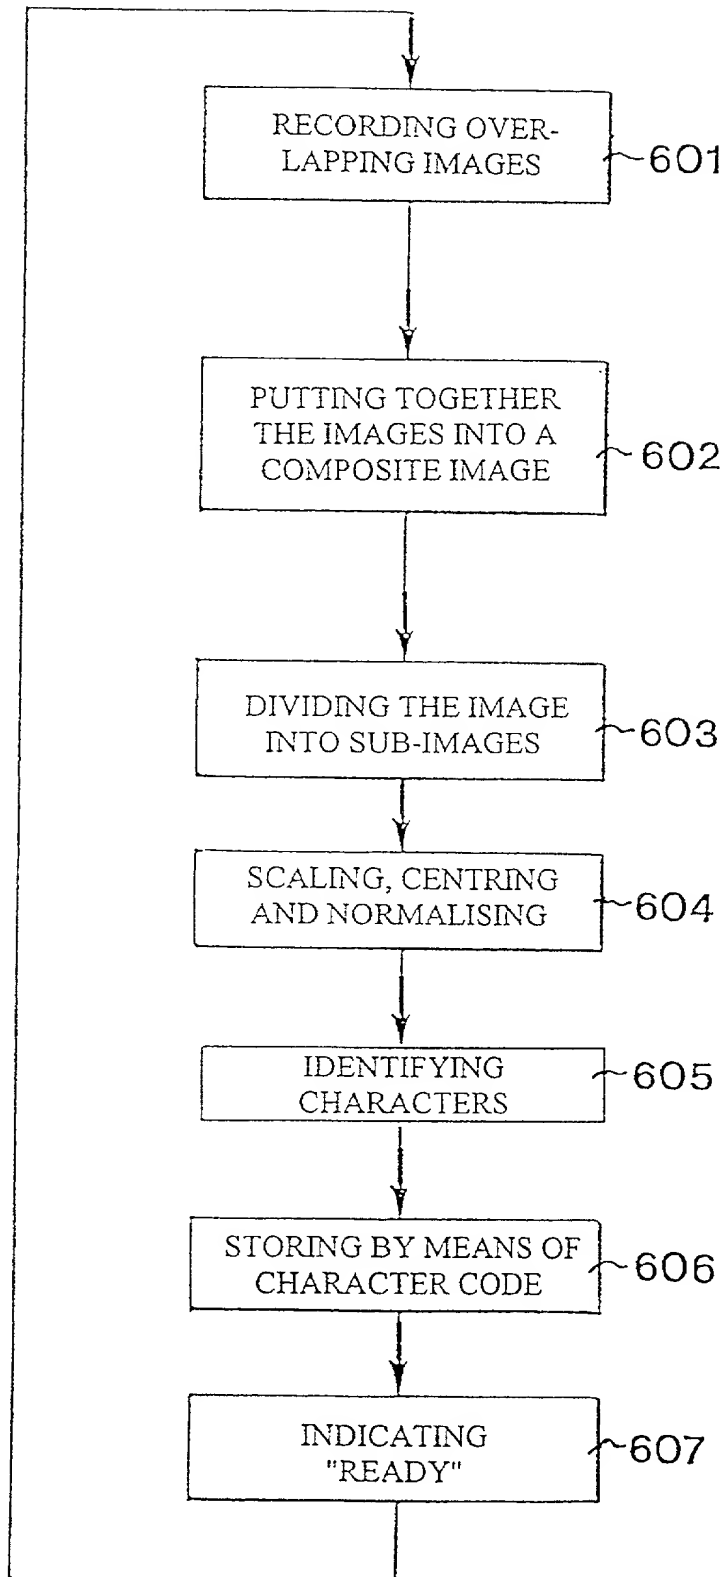 RECORDING OVER-
LAPPING IMAGES
601
PUTTING TOGETHER
THE IMAGES INTO A
COMPOSITE IMAGE
602
DIVIDING THE IMAGE
INTO SUB-IMAGES
603
SCALING, CENTRING
AND NORMALISING
604
IDENTIFYING
CHARACTERS
605
STORING BY MEANS OF
CHARACTER CODE
606
INDICATING
"READY"
607